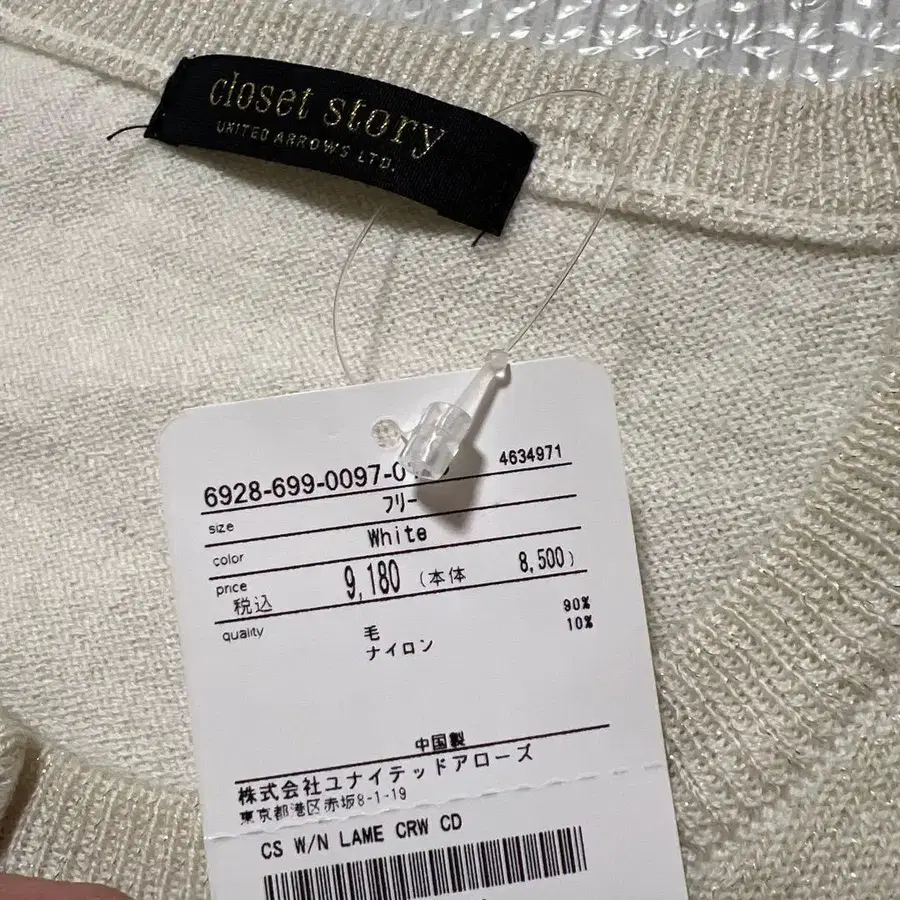 closet story
UNITED ARROWS LTD.
6928-699-0097-0 4634971
size フリー
color White
price 9,180 (本体 8,500)
税込
quality 毛 90%
ナイロン 10%
中国製
株式会社ユナイテッドアローズ
東京都港区赤坂8-1-19
CS W/N LAME CRW CD